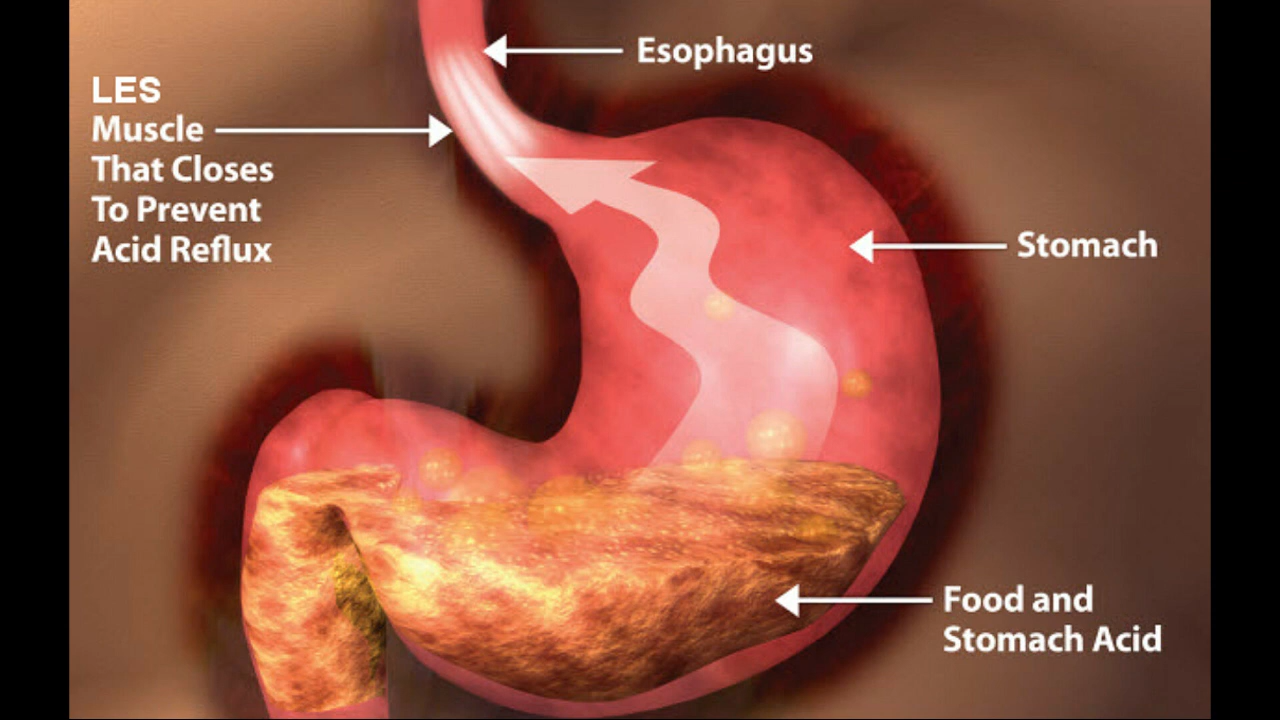 Esophagus
LES
Muscle
That Closes
To Prevent
Acid Reflux
Stomach
Food and
Stomach Acid